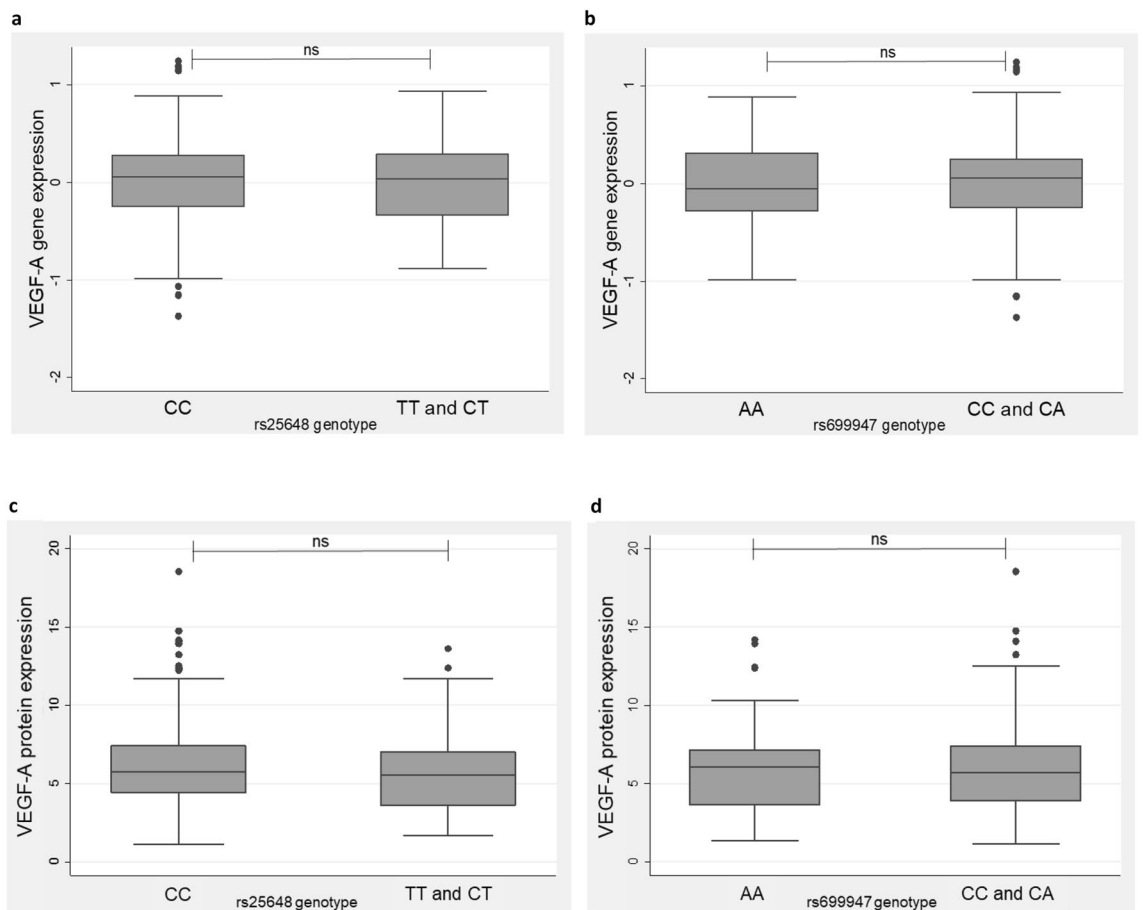 a
ns
VEGF-A gene expression
1
0
-1
-2
CC
TT and CT
rs25648 genotype
b
ns
VEGF-A gene expression
1
0
-1
-2
AA
CC and CA
rs699947 genotype
c
ns
VEGF-A protein expression
20
15
10
5
0
CC
TT and CT
rs25648 genotype
d
ns
VEGF-A protein expression
20
15
10
5
0
AA
CC and CA
rs699947 genotype